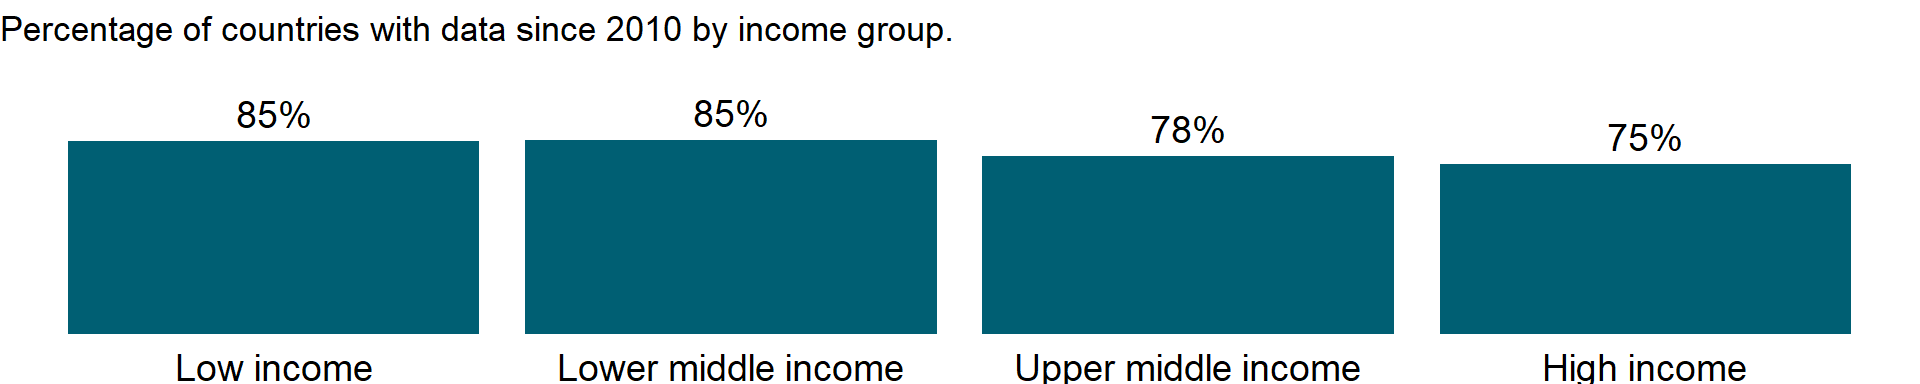 Percentage of countries with data since 2010 by income group.
85% 85% 78% 75%
Low income Lower middle income Upper middle income High income